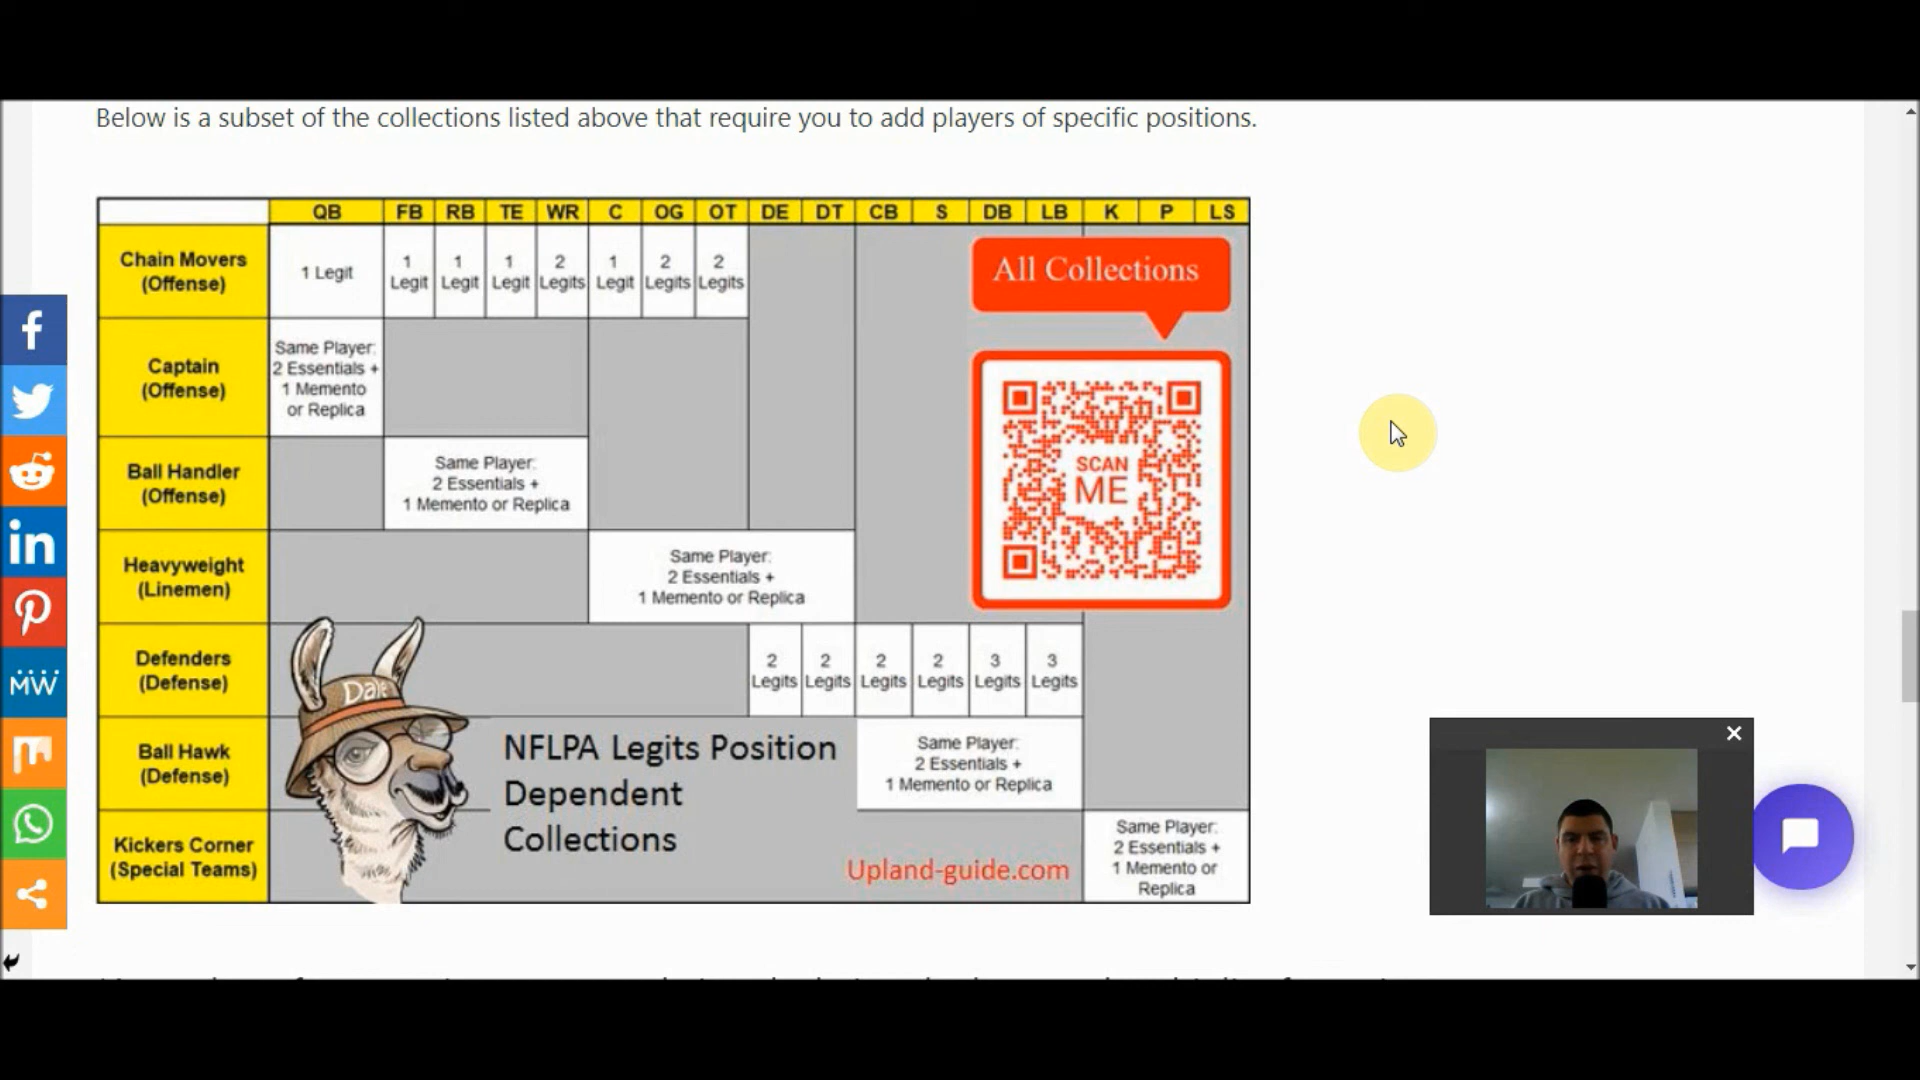 Below is a subset of the collections listed above that require you to add players of specific positions.
QB FB RB TE WR C OG OT DE DT CB S DB LB K P LS
Chain Movers
(Offense)
1 Legit
1
Legit
1
Legit
1
Legit
2
Legits
1
Legit
2
Legits
2
Legits
All Collections
Captain
(Offense)
Same Player:
2 Essentials +
1 Memento
or Replica
SCAN
ME
Ball Handler
(Offense)
Same Player:
2 Essentials +
1 Memento or Replica
Heavyweight
(Linemen)
Same Player:
2 Essentials +
1 Memento or Replica
Defenders
(Defense)
2
Legits
2
Legits
2
Legits
2
Legits
3
Legits
3
Legits
Dale
Ball Hawk
(Defense)
NFLPA Legits Position
Dependent
Collections
Same Player:
2 Essentials +
1 Memento or Replica
Kickers Corner
(Special Teams)
Upland-guide.com
Same Player:
2 Essentials +
1 Memento or
Replica
f
in
MW